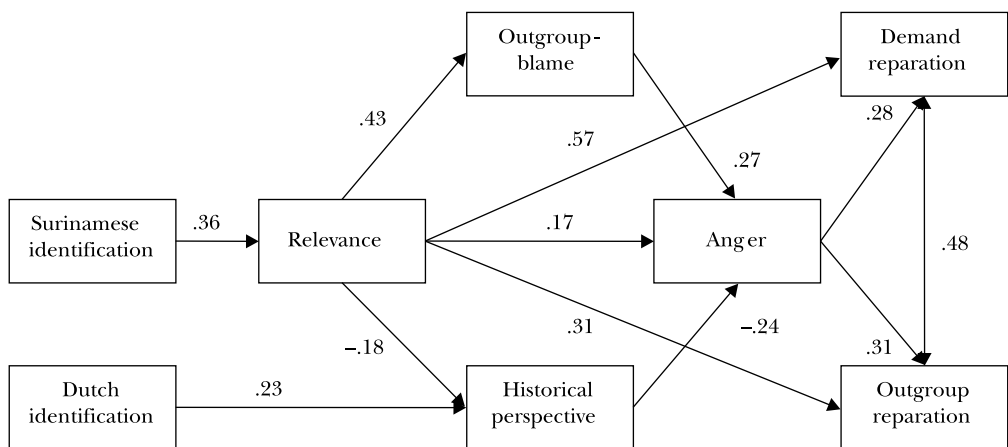 Outgroup-
blame
Demand
reparation
.43
.57
.28
.27
Surinamese
identification
.36
Relevance
.17
Anger
.48
–.18
.31
–.24
.31
Dutch
identification
.23
Historical
perspective
Outgroup
reparation